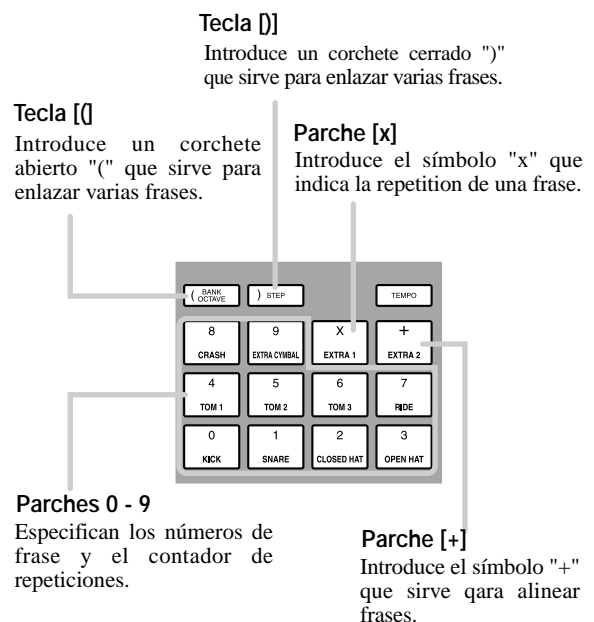 Tecla [)]
Introduce un corchete cerrado ")"
que sirve para enlazar varias frases.
Tecla [(]
Introduce un corchete
abierto "(" que sirve para
enlazar varias frases.
Parche [x]
Introduce el símbolo "x" que
indica la repetition de una frase.
( BANK OCTAVE
) STEP
TEMPO
8
CRASH
9
EXTRA CYMBAL
X
EXTRA 1
+
EXTRA 2
4
TOM 1
5
TOM 2
6
TOM 3
7
RIDE
0
KICK
1
SNARE
2
CLOSED HAT
3
OPEN HAT
Parches 0 - 9
Especifican los números de
frase y el contador de
repeticiones.
Parche [+]
Introduce el símbolo "+"
que sirve qara alinear
frases.